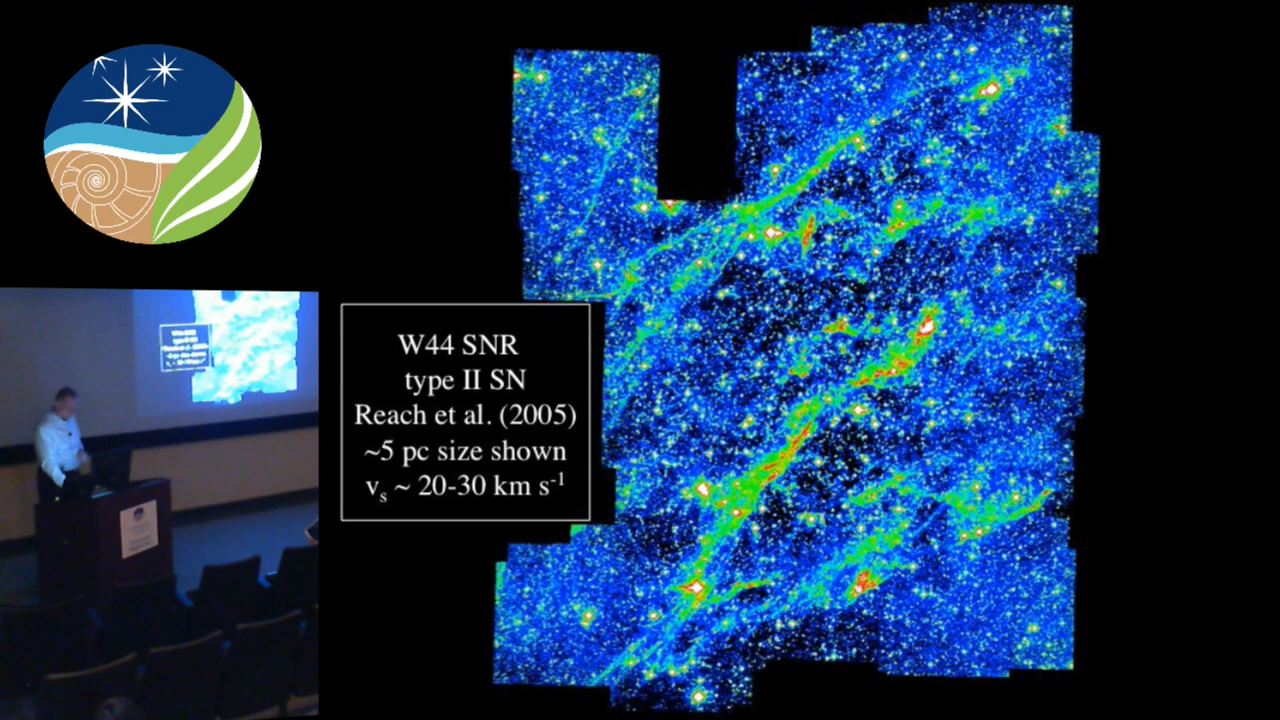 W44 SNR
type II SN
Reach et al. (2005)
~5 pc size shown
vs ~ 20-30 km s-1